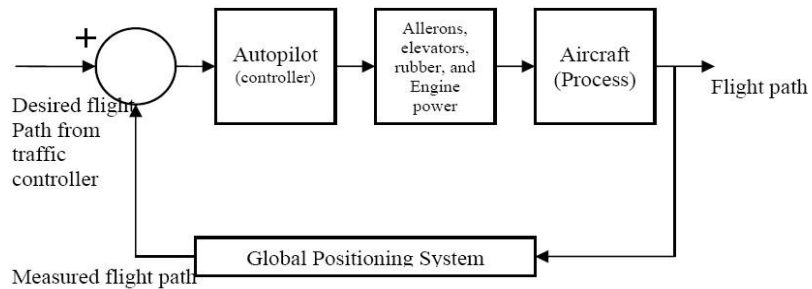 +
Autopilot
(controller)
Allerons,
elevators,
rubber, and
Engine
power
Aircraft
(Process)
Flight path
Desired flight
Path from
traffic
controller
Global Positioning System
Measured flight path